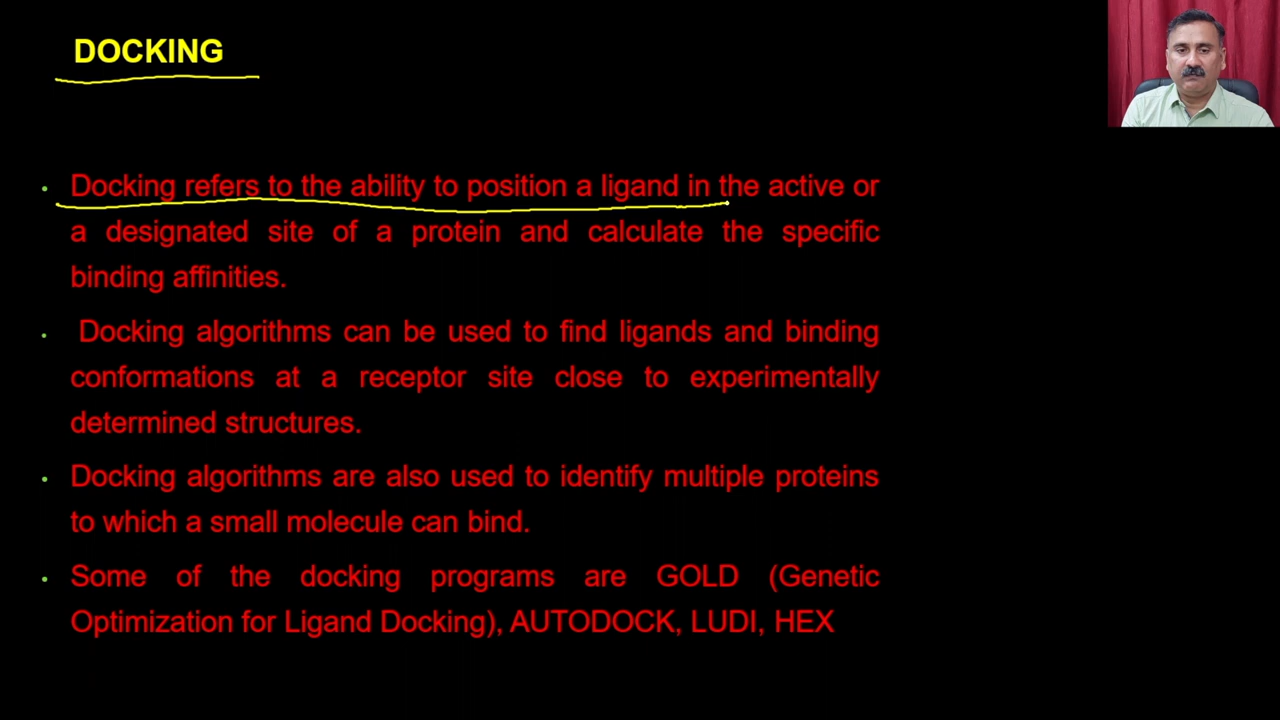 DOCKING
• Docking refers to the ability to position a ligand in the active or
a designated site of a protein and calculate the specific
binding affinities.
• Docking algorithms can be used to find ligands and binding
conformations at a receptor site close to experimentally
determined structures.
• Docking algorithms are also used to identify multiple proteins
to which a small molecule can bind.
• Some of the docking programs are GOLD (Genetic
Optimization for Ligand Docking), AUTODOCK, LUDI, HEX